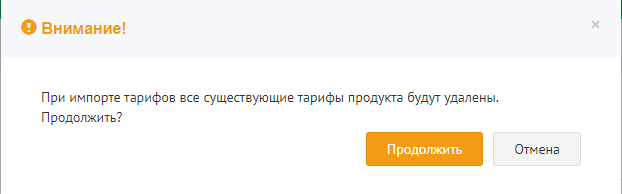 Внимание!
При импорте тарифов все существующие тарифы продукта будут удалены.
Продолжить?
Продолжить Отмена